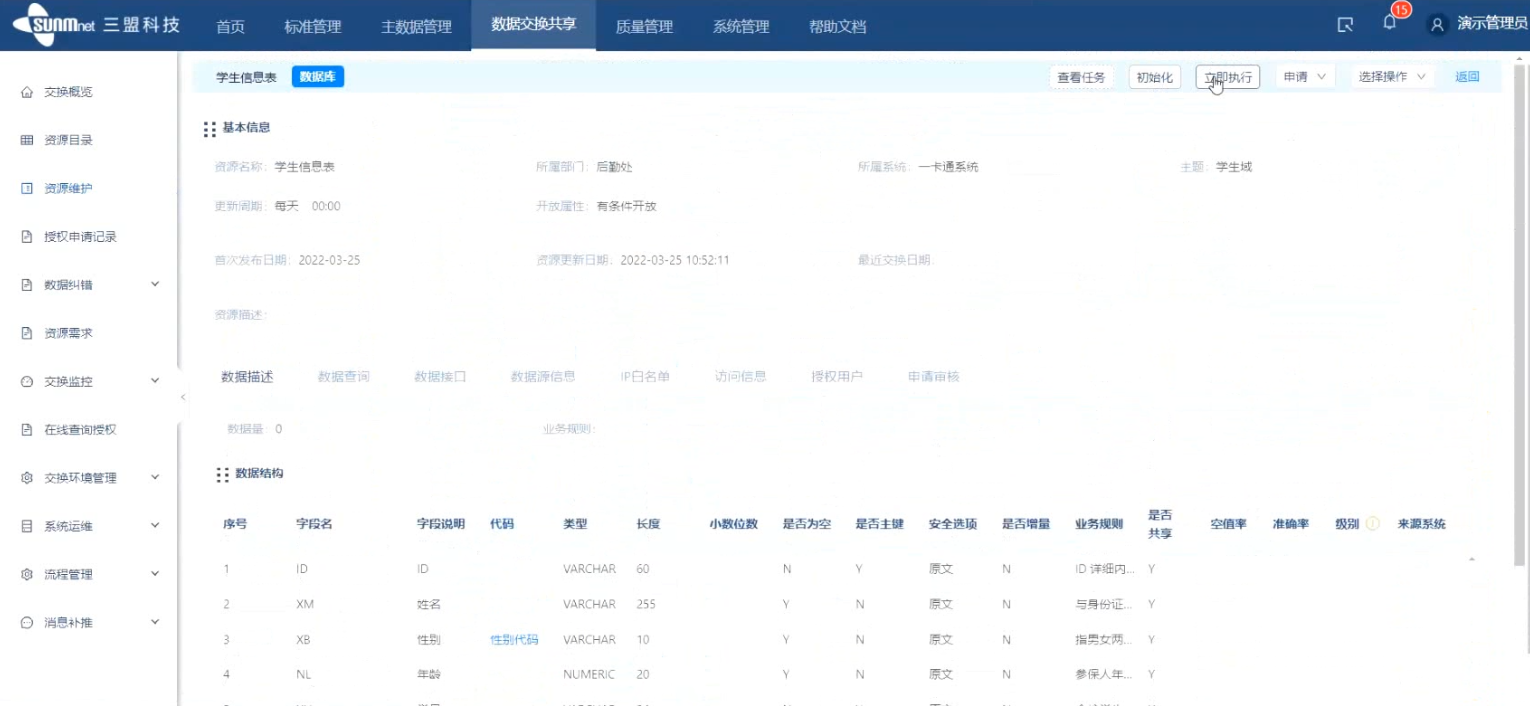 SUNMnet 三盟科技 首页 标准管理 主数据管理 数据交换共享 质量管理 系统管理 帮助文档 15 演示管理员
学生信息表 数据库 查看任务 初始化 立即执行 申请 选择操作 返回
交换概览
资源目录
资源维护
授权申请记录
数据纠错
资源需求
交换监控
在线查询授权
交换环境管理
系统运维
流程管理
消息补推
基本信息
资源名称: 学生信息表 所属部门: 后勤处 所属系统: 一卡通系统 主题: 学生域
更新周期: 每天 00:00 开放属性: 有条件开放
首次发布日期: 2022-03-25 资源更新日期: 2022-03-25 10:52:11 最近交换日期:
资源描述:
数据描述 数据查询 数据接口 数据源信息 IP白名单 访问信息 授权用户 申请审核
数据量: 0 业务规则:
数据结构
序号 字段名 字段说明 代码 类型 长度 小数位数 是否为空 是否主键 安全选项 是否增量 业务规则 是否共享 空值率 准确率 级别 来源系统
1 ID ID VARCHAR 60 N Y 原文 N ID 详细内... Y
2 XM 姓名 VARCHAR 255 Y N 原文 N 与身份证... Y
3 XB 性别 性别代码 VARCHAR 10 Y N 原文 N 指男女两... Y
4 NL 年龄 NUMERIC 20 Y N 原文 N 参保人年... Y